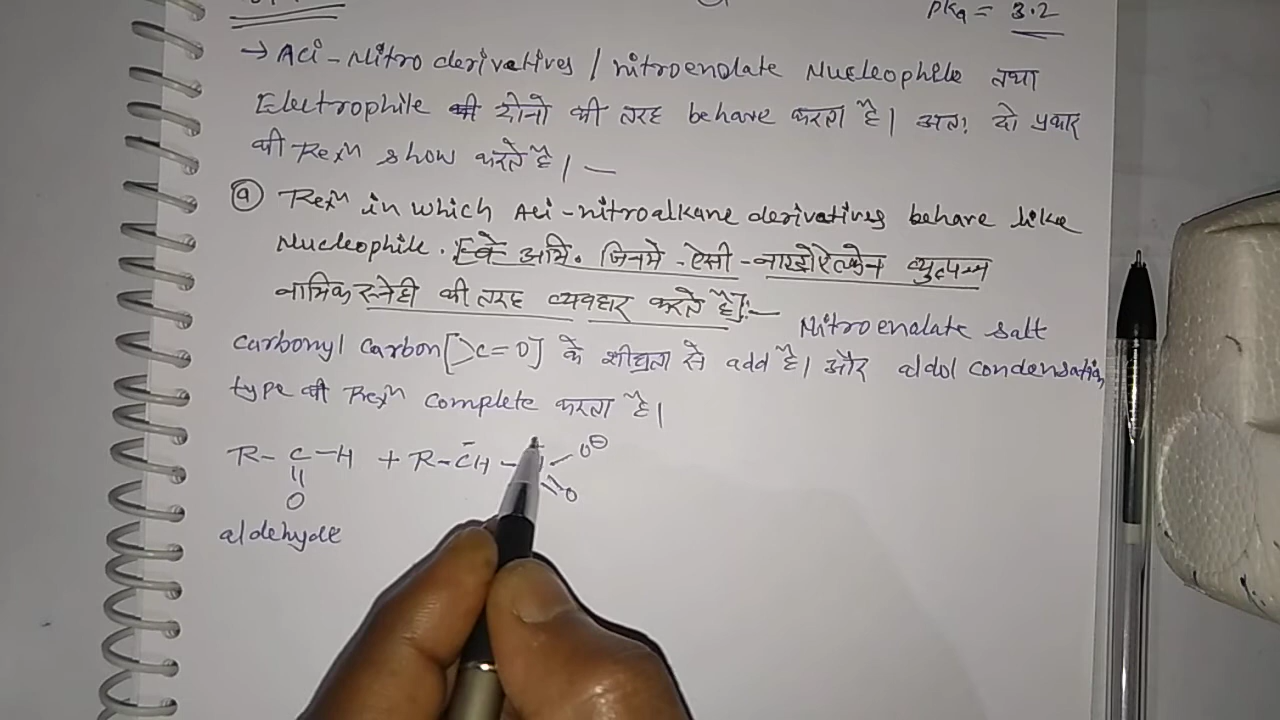 pKa = 3.2
→ Aci-Nitro derivatives / nitroenolate Nucleophile तथा
Electrophile की दोनो की तरह behave करता है। अतः दो प्रकार
की Rexⁿ show करते है। —
(a) Rexⁿ in which Aci-nitroalkane derivatives behave like
Nucleophile. [एके अभि. जिनमे -ऐसी-नाइट्रोऐल्केन व्युत्पन्न
नाभिकस्नेही की तरह व्यवहार करते है]:—
Nitroenolate salt
carbonyl carbon [>C=O] के शीघ्रता से add है। और aldol condensation
type की Rexⁿ complete करता है।
R-C-H + R-C̄H- O⊖
O O
aldehyde